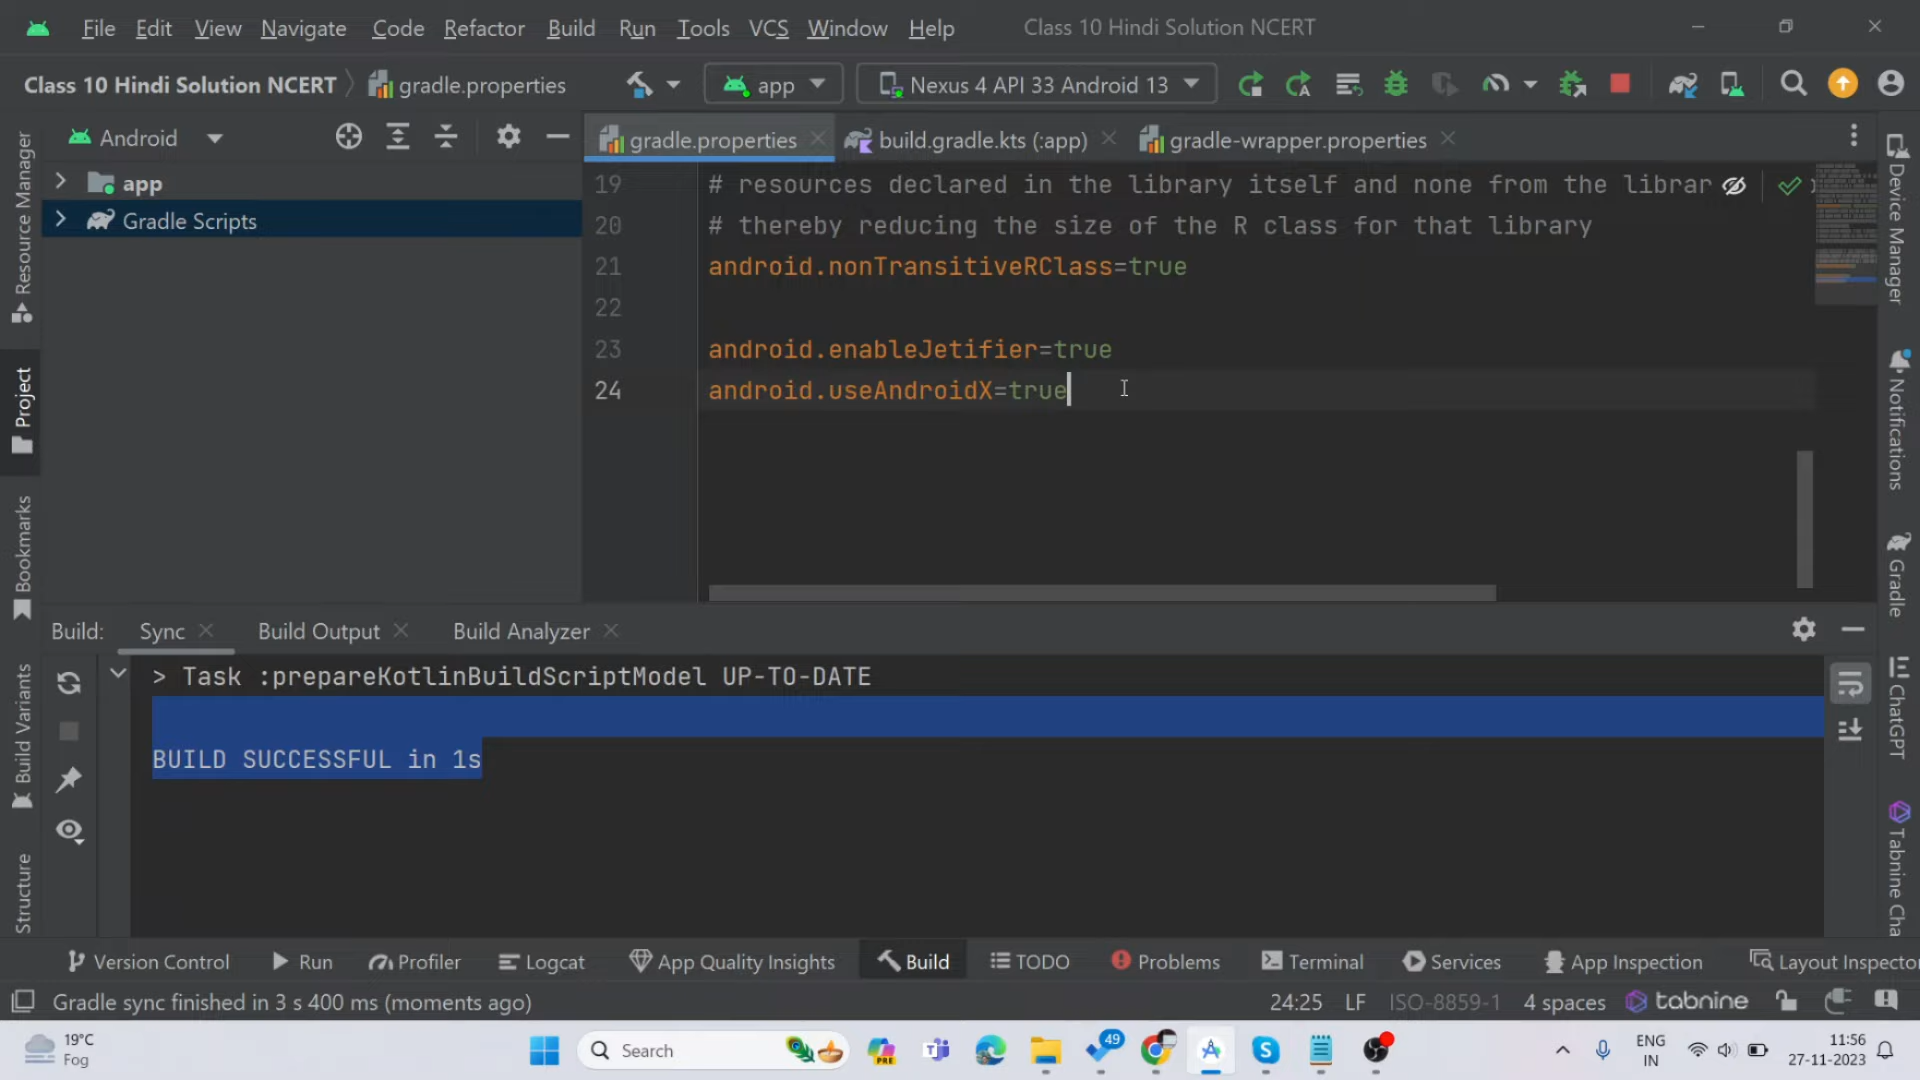 File Edit View Navigate Code Refactor Build Run Tools VCS Window Help Class 10 Hindi Solution NCERT
Class 10 Hindi Solution NCERT gradle.properties app Nexus 4 API 33 Android 13
Android
gradle.properties build.gradle.kts (:app) gradle-wrapper.properties
app
Gradle Scripts
19 # resources declared in the library itself and none from the librar
20 # thereby reducing the size of the R class for that library
21 android.nonTransitiveRClass=true
22
23 android.enableJetifier=true
24 android.useAndroidX=true
Resource Manager
Project
Bookmarks
Build Variants
Structure
Device Manager
Notifications
Gradle
ChatGPT
Tabnine Cha
Build: Sync Build Output Build Analyzer
> Task :prepareKotlinBuildScriptModel UP-TO-DATE
BUILD SUCCESSFUL in 1s
Version Control Run Profiler Logcat App Quality Insights Build TODO Problems Terminal Services App Inspection Layout Inspector
Gradle sync finished in 3 s 400 ms (moments ago) 24:25 LF ISO-8859-1 4 spaces tabnine
19°C
Fog
Search
PRE
49
ENG
IN
11:56
27-11-2023